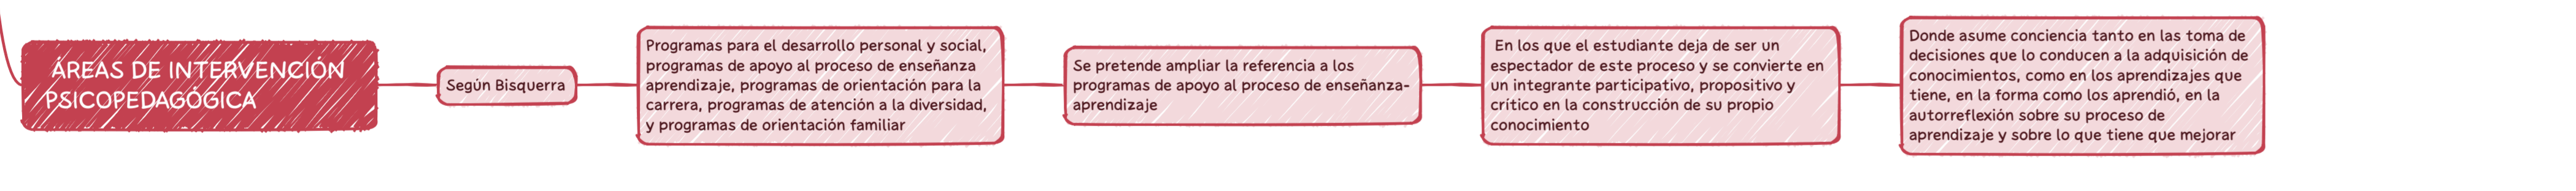 ÁREAS DE INTERVENCIÓN
PSICOPEDAGÓGICA
Según Bisquerra
Programas para el desarrollo personal y social,
programas de apoyo al proceso de enseñanza
aprendizaje, programas de orientación para la
carrera, programas de atención a la diversidad,
y programas de orientación familiar
Se pretende ampliar la referencia a los
programas de apoyo al proceso de enseñanza-
aprendizaje
En los que el estudiante deja de ser un
espectador de este proceso y se convierte en
un integrante participativo, propositivo y
crítico en la construcción de su propio
conocimiento
Donde asume conciencia tanto en las toma de
decisiones que lo conducen a la adquisición de
conocimientos, como en los aprendizajes que
tiene, en la forma como los aprendió, en la
autorreflexión sobre su proceso de
aprendizaje y sobre lo que tiene que mejorar